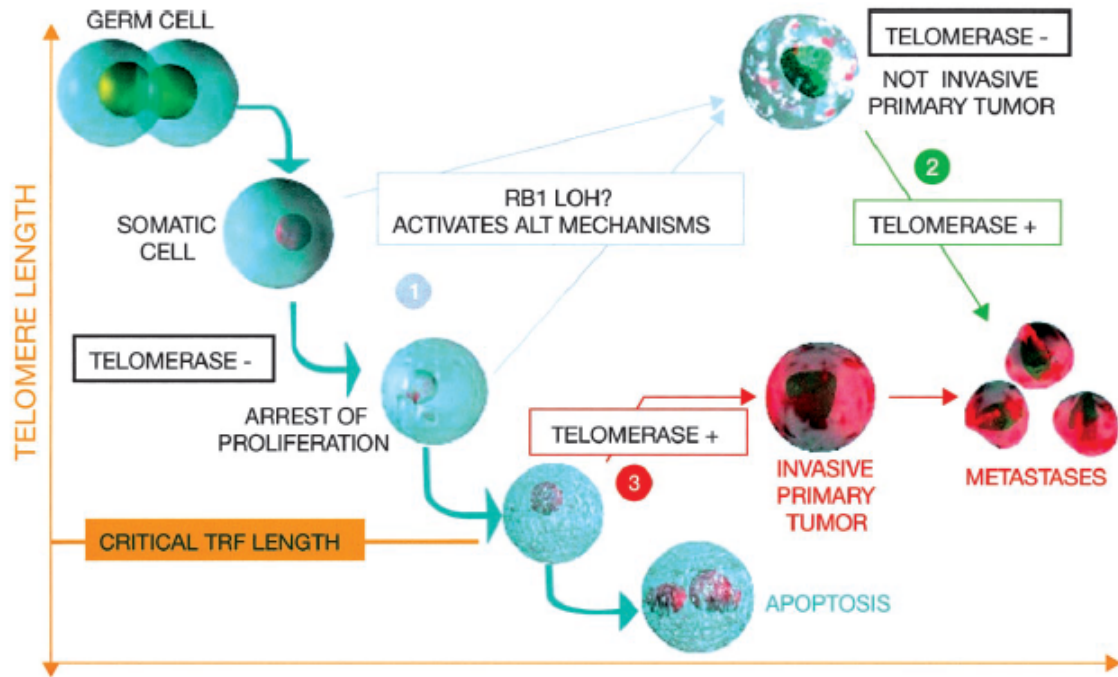 GERM CELL
TELOMERASE -
NOT INVASIVE
PRIMARY TUMOR
2
RB1 LOH?
ACTIVATES ALT MECHANISMS
TELOMERASE +
SOMATIC
CELL
1
TELOMERE LENGTH
TELOMERASE -
ARREST OF
PROLIFERATION
TELOMERASE +
3
INVASIVE
PRIMARY
TUMOR
METASTASES
CRITICAL TRF LENGTH
APOPTOSIS